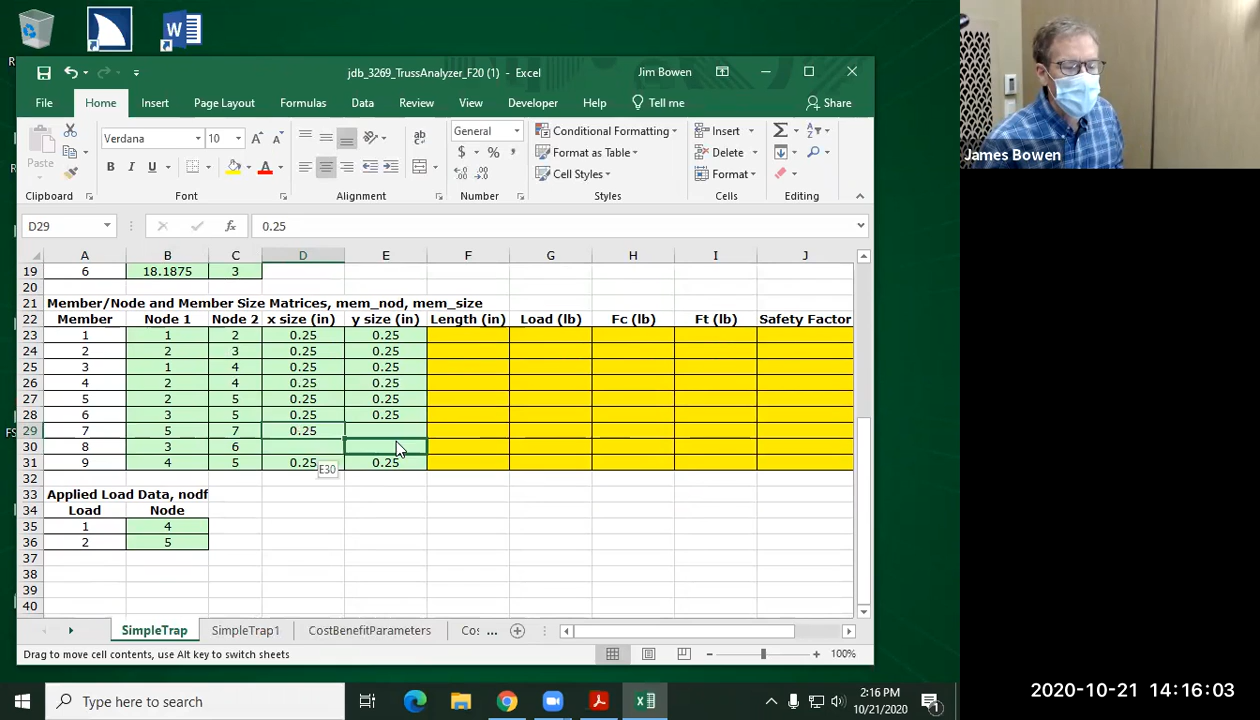 jdb_3269_TrussAnalyzer_F20 (1) - Excel
Jim Bowen
File Home Insert Page Layout Formulas Data Review View Developer Help Tell me Share
Paste
Verdana 10
General
Conditional Formatting
Format as Table
Cell Styles
Insert
Delete
Format
Clipboard Font Alignment Number Styles Cells Editing
D29 fx 0.25
A B C D E F G H I J
19 6 18.1875 3
20
21 Member/Node and Member Size Matrices, mem_nod, mem_size
22 Member Node 1 Node 2 x size (in) y size (in) Length (in) Load (lb) Fc (lb) Ft (lb) Safety Factor
23 1 1 2 0.25 0.25
24 2 2 3 0.25 0.25
25 3 1 4 0.25 0.25
26 4 2 4 0.25 0.25
27 5 2 5 0.25 0.25
28 6 3 5 0.25 0.25
29 7 5 7 0.25
30 8 3 6
31 9 4 5 0.25 0.25
E30
32
33 Applied Load Data, nodf
34 Load Node
35 1 4
36 2 5
37
38
39
40
SimpleTrap SimpleTrap1 CostBenefitParameters Cos ...
Drag to move cell contents, use Alt key to switch sheets
100%
Type here to search
2:16 PM
10/21/2020
1
James Bowen
2020-10-21 14:16:03